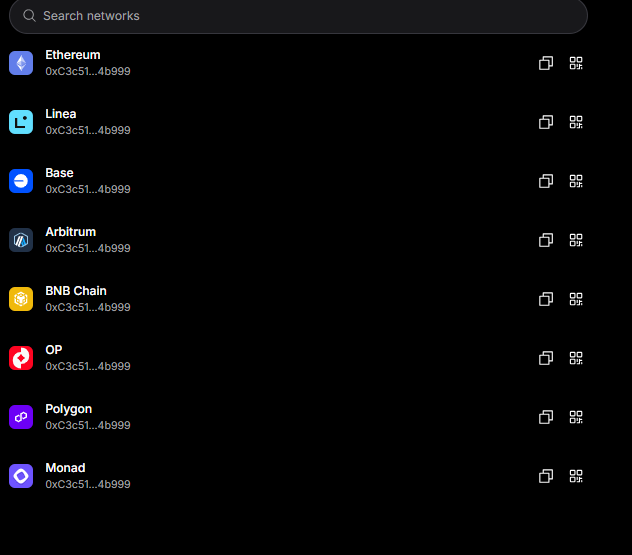 Search networks
Ethereum
0xC3c51...4b999
Linea
0xC3c51...4b999
Base
0xC3c51...4b999
Arbitrum
0xC3c51...4b999
BNB Chain
0xC3c51...4b999
OP
0xC3c51...4b999
Polygon
0xC3c51...4b999
Monad
0xC3c51...4b999